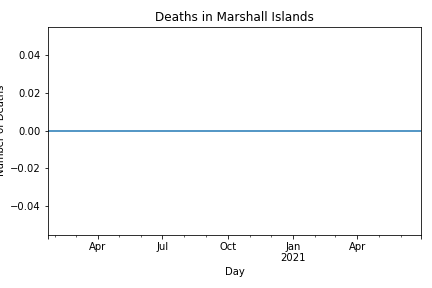 Deaths in Marshall Islands
Number of Deaths
0.04
0.02
0.00
−0.02
−0.04
Apr Jul Oct Jan Apr
2021
Day